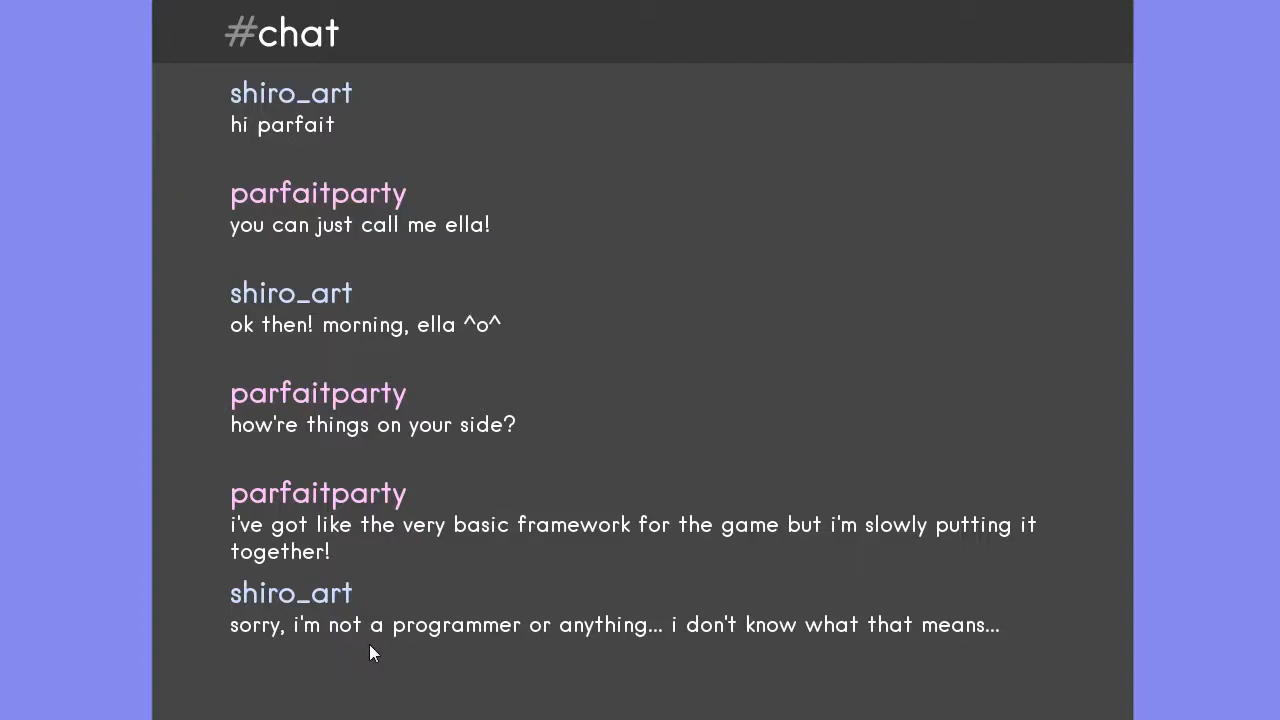 #chat
shiro_art
hi parfait
parfaitparty
you can just call me ella!
shiro_art
ok then! morning, ella ^o^
parfaitparty
how're things on your side?
parfaitparty
i've got like the very basic framework for the game but i'm slowly putting it
together!
shiro_art
sorry, i'm not a programmer or anything... i don't know what that means...